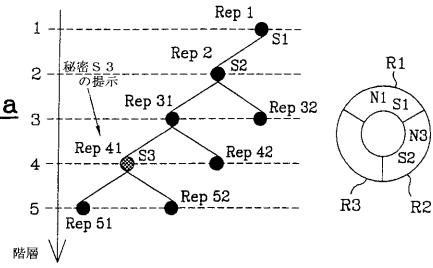 Rep 1
1
S1
Rep 2
S2
2
秘密S3
の提示
a
Rep 31
Rep 32
3
Rep 41
S3
Rep 42
4
Rep 52
5
Rep 51
階層
R1
N1
S1
N3
S2
R3
R2